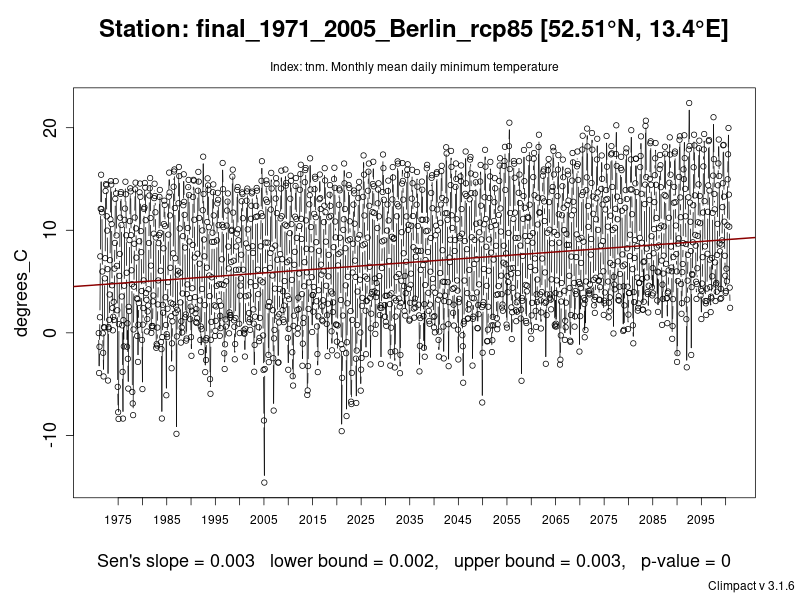 Station: final_1971_2005_Berlin_rcp85 [52.51°N, 13.4°E]
Index: tnm. Monthly mean daily minimum temperature
degrees_C
20
10
0
-10
1975 1985 1995 2005 2015 2025 2035 2045 2055 2065 2075 2085 2095
Sen's slope = 0.003 lower bound = 0.002, upper bound = 0.003, p-value = 0
Climpact v 3.1.6